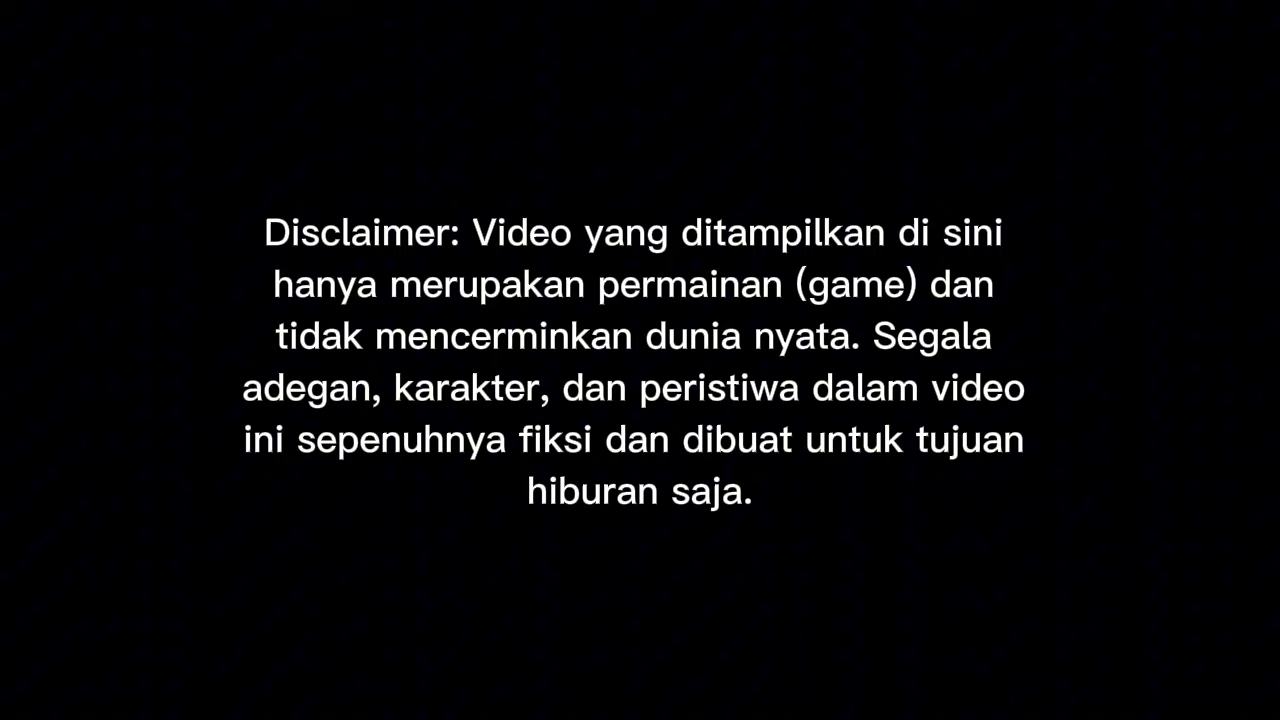 Disclaimer: Video yang ditampilkan di sini
hanya merupakan permainan (game) dan
tidak mencerminkan dunia nyata. Segala
adegan, karakter, dan peristiwa dalam video
ini sepenuhnya fiksi dan dibuat untuk tujuan
hiburan saja.